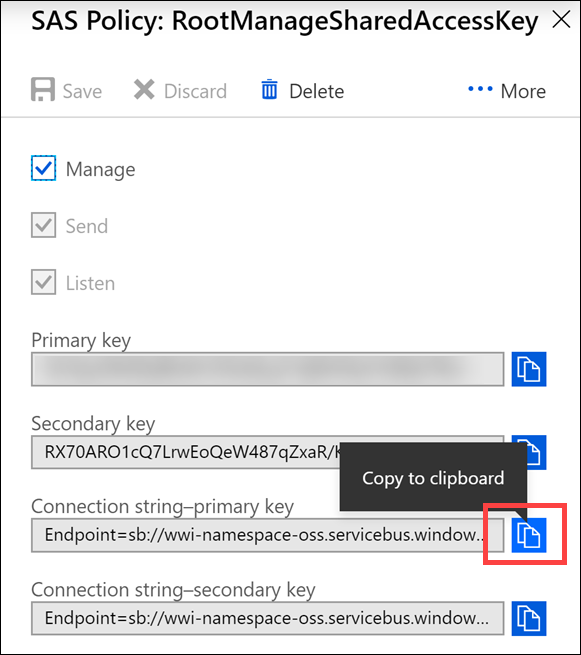 SAS Policy: RootManageSharedAccessKey
Save Discard Delete ••• More
Manage
Send
Listen
Primary key
Secondary key
RX70ARO1cQ7LrwEoQeW487qZxaR/
Copy to clipboard
Connection string–primary key
Endpoint=sb://wwi-namespace-oss.servicebus.window...
Connection string–secondary key
Endpoint=sb://wwi-namespace-oss.servicebus.window...